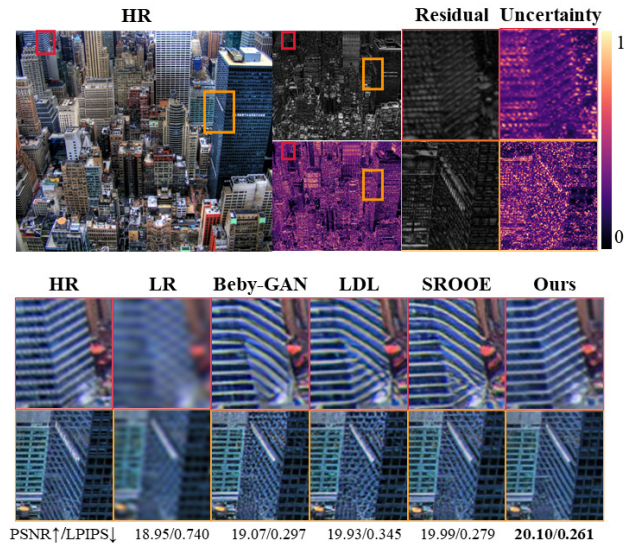 HR
Residual Uncertainty
1
0
HR LR Beby-GAN LDL SROOE Ours
PSNR↑/LPIPS↓ 18.95/0.740 19.07/0.297 19.93/0.345 19.99/0.279 20.10/0.261